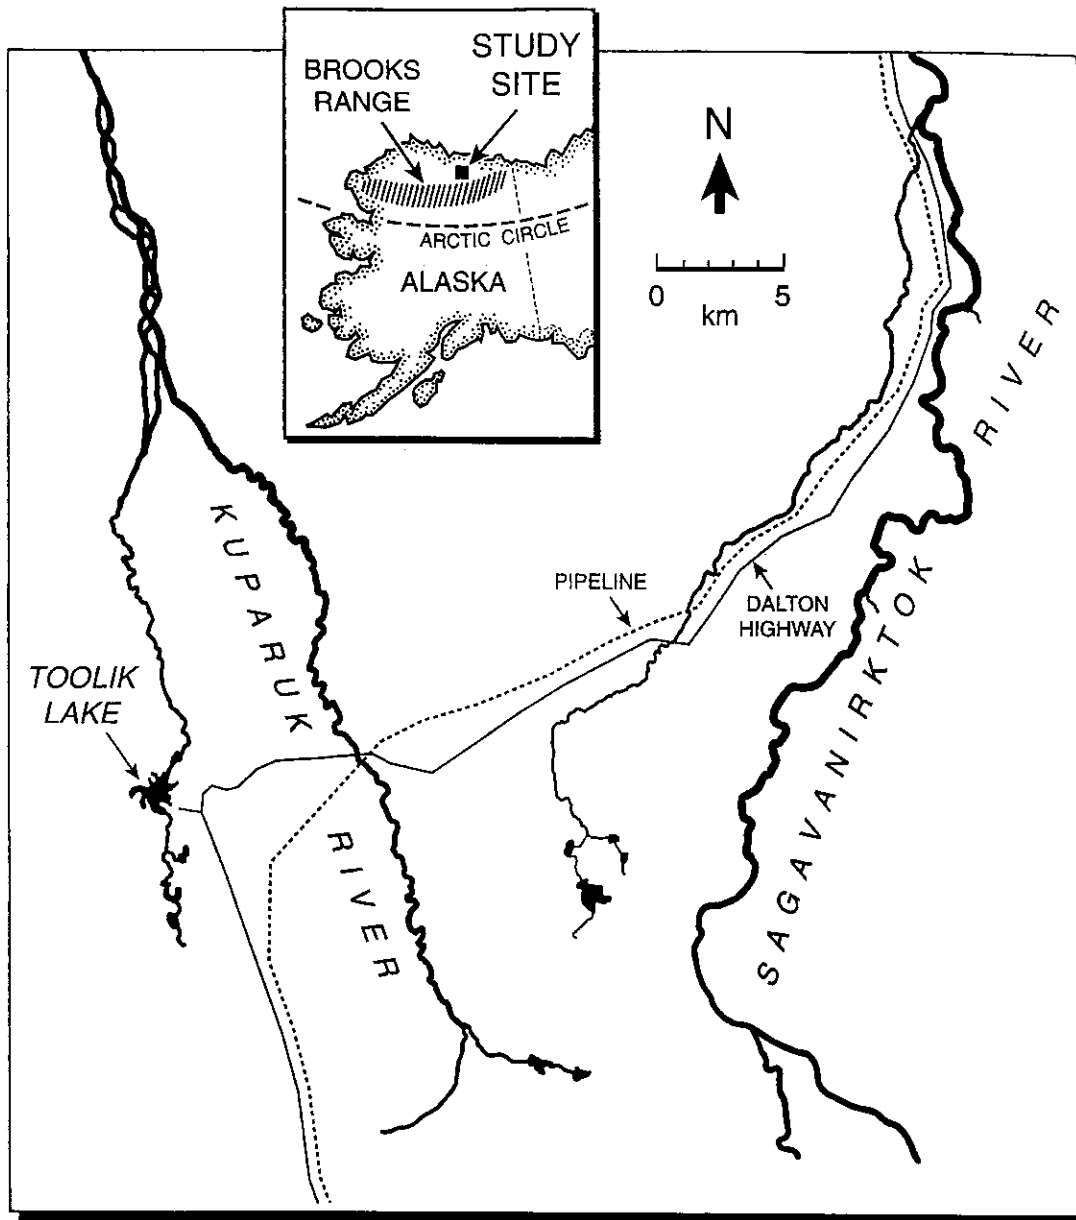 STUDY
SITE
BROOKS
RANGE
ARCTIC CIRCLE
ALASKA
N
0 5
km
KUPARUK
RIVER
TOOLIK
LAKE
PIPELINE
DALTON
HIGHWAY
SAGAVANIRKTOK
RIVER